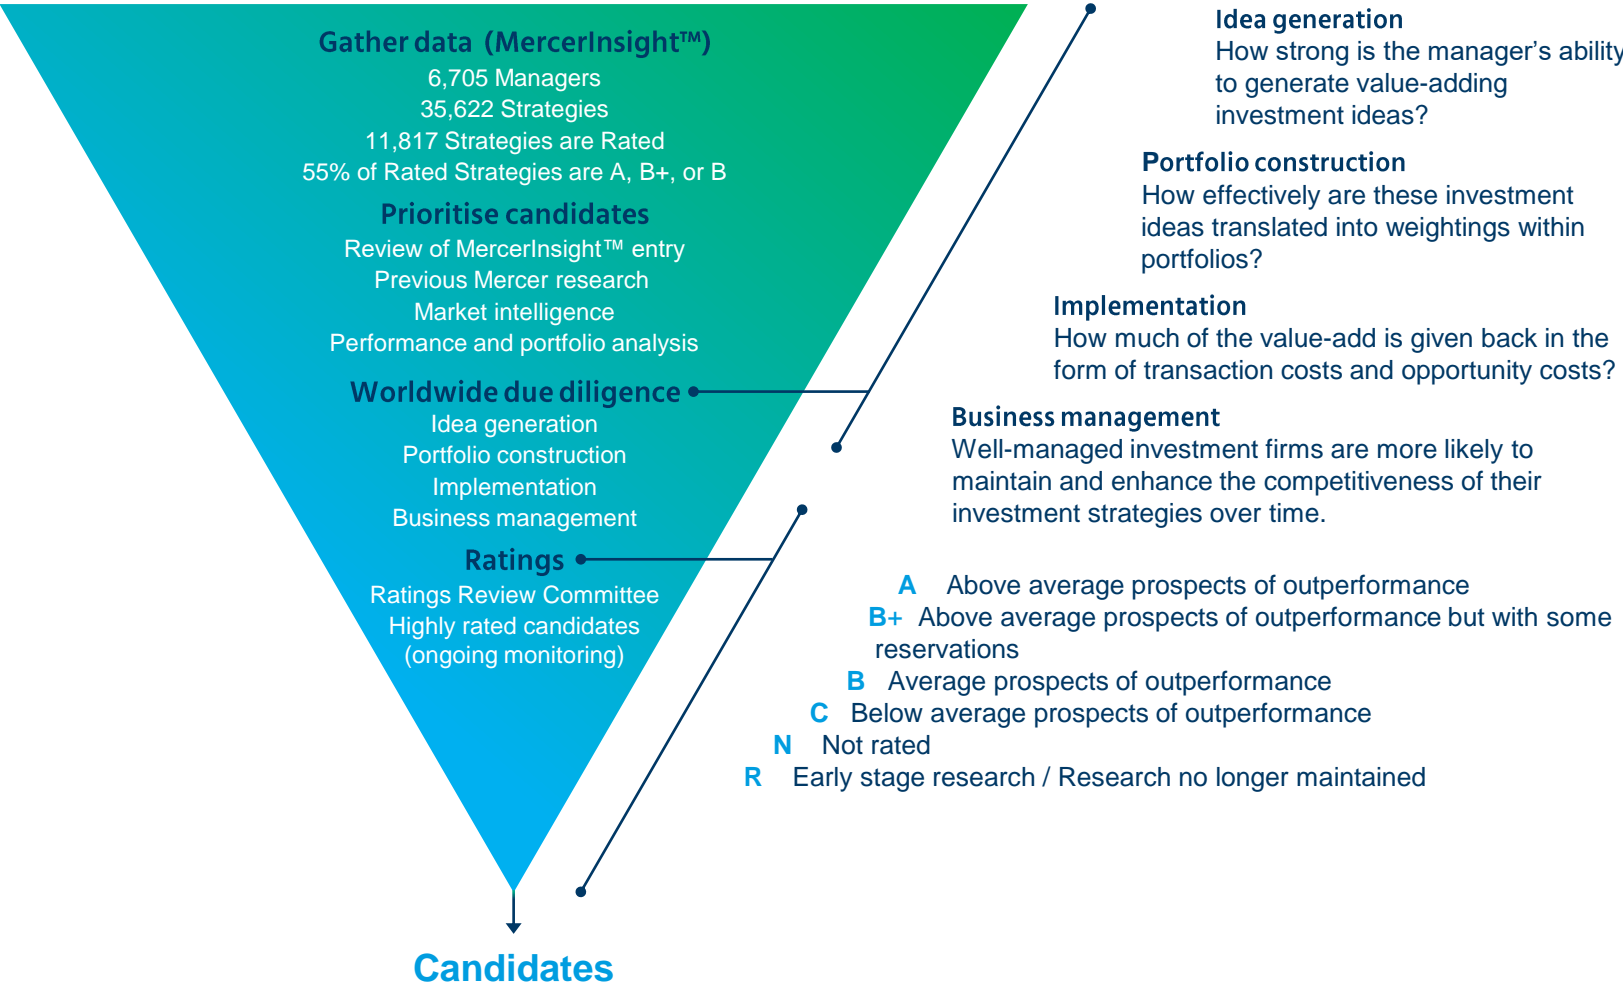 Gather data (MercerInsight™)
6,705 Managers
35,622 Strategies
11,817 Strategies are Rated
55% of Rated Strategies are A, B+, or B
Prioritise candidates
Review of MercerInsight™ entry
Previous Mercer research
Market intelligence
Performance and portfolio analysis
Worldwide due diligence
Idea generation
Portfolio construction
Implementation
Business management
Ratings
Ratings Review Committee
Highly rated candidates
(ongoing monitoring)
Candidates
Idea generation
How strong is the manager’s ability
to generate value-adding
investment ideas?
Portfolio construction
How effectively are these investment
ideas translated into weightings within
portfolios?
Implementation
How much of the value-add is given back in the
form of transaction costs and opportunity costs?
Business management
Well-managed investment firms are more likely to
maintain and enhance the competitiveness of their
investment strategies over time.
A Above average prospects of outperformance
B+ Above average prospects of outperformance but with some
reservations
B Average prospects of outperformance
C Below average prospects of outperformance
N Not rated
R Early stage research / Research no longer maintained